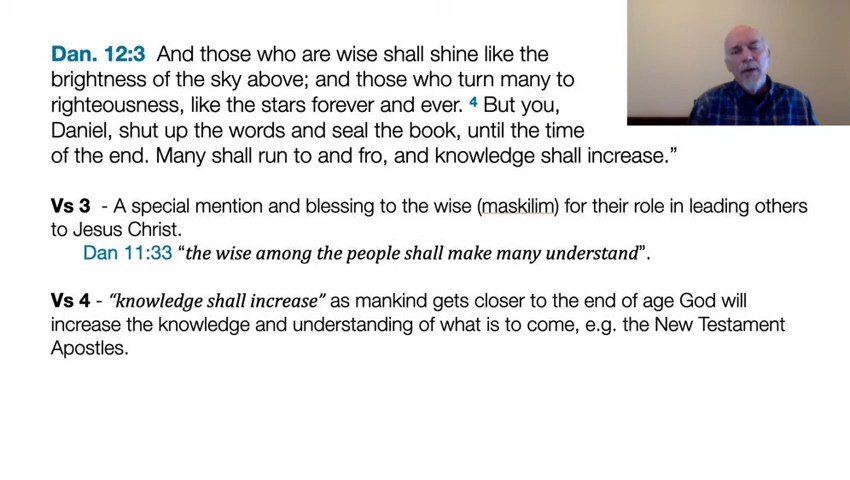 Dan. 12:3 And those who are wise shall shine like the
brightness of the sky above; and those who turn many to
righteousness, like the stars forever and ever. 4 But you,
Daniel, shut up the words and seal the book, until the time
of the end. Many shall run to and fro, and knowledge shall increase.”
Vs 3 - A special mention and blessing to the wise (maskilim) for their role in leading others
to Jesus Christ.
Dan 11:33 “the wise among the people shall make many understand”.
Vs 4 - “knowledge shall increase” as mankind gets closer to the end of age God will
increase the knowledge and understanding of what is to come, e.g. the New Testament
Apostles.